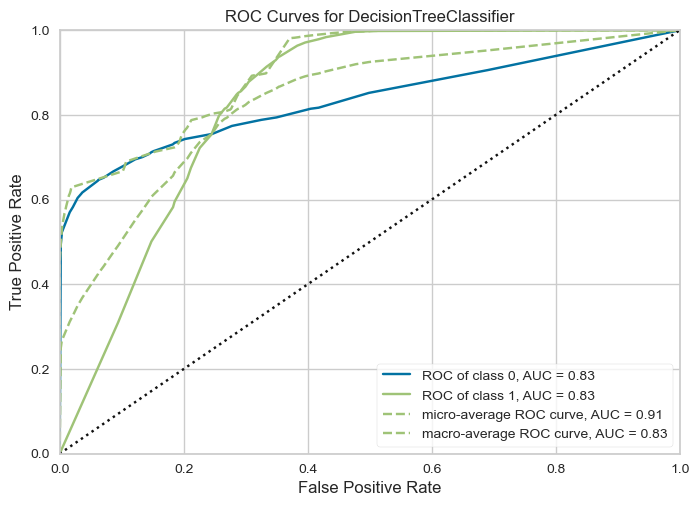 ROC Curves for DecisionTreeClassifier
True Positive Rate
1.0
0.8
0.6
0.4
0.2
0.0
ROC of class 0, AUC = 0.83
ROC of class 1, AUC = 0.83
micro-average ROC curve, AUC = 0.91
macro-average ROC curve, AUC = 0.83
0.0 0.2 0.4 0.6 0.8 1.0
False Positive Rate